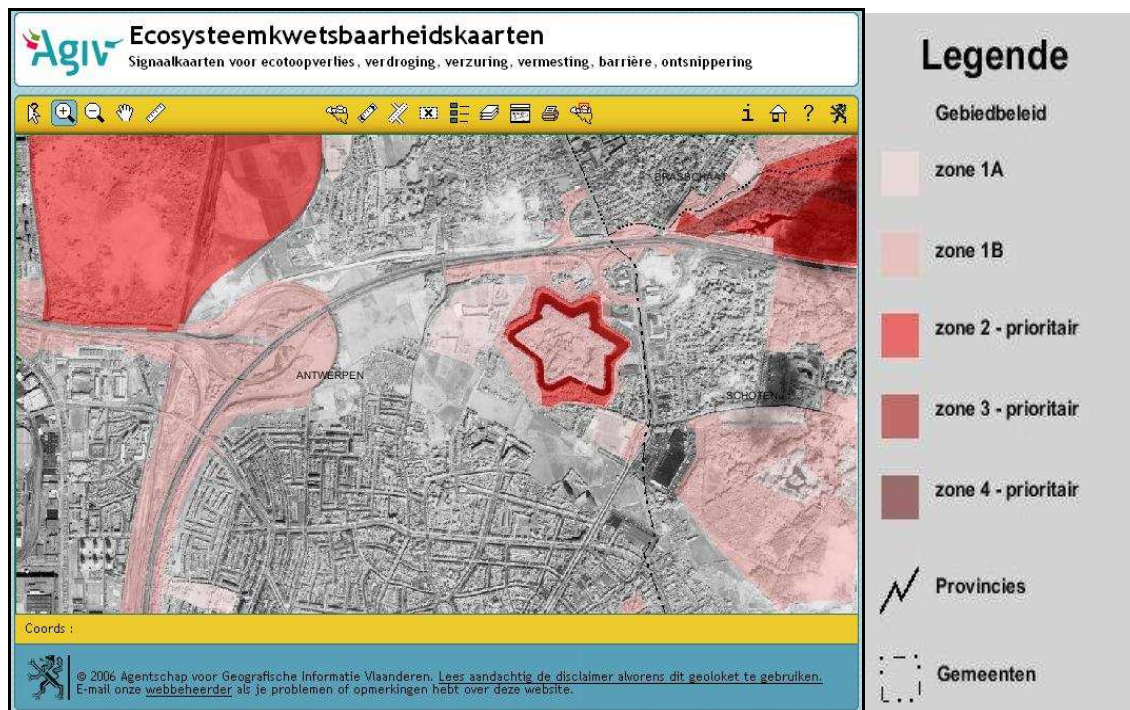 Agiv
Ecosysteemkwetsbaarheidskaarten
Signaalkaarten voor ecotoopverlies, verdroging, verzuring, vermesting, barrière, ontsnippering
i ?
BRASSCHAAT
ANTWERPEN
SCHOTEN
Coords :
© 2006 Agentschap voor Geografische Informatie Vlaanderen. Lees aandachtig de disclaimer alvorens dit geoloket te gebruiken.
E-mail onze webbeheerder als je problemen of opmerkingen hebt over deze website.
Legende
Gebiedbeleid
zone 1A
zone 1B
zone 2 - prioritair
zone 3 - prioritair
zone 4 - prioritair
Provincies
Gemeenten